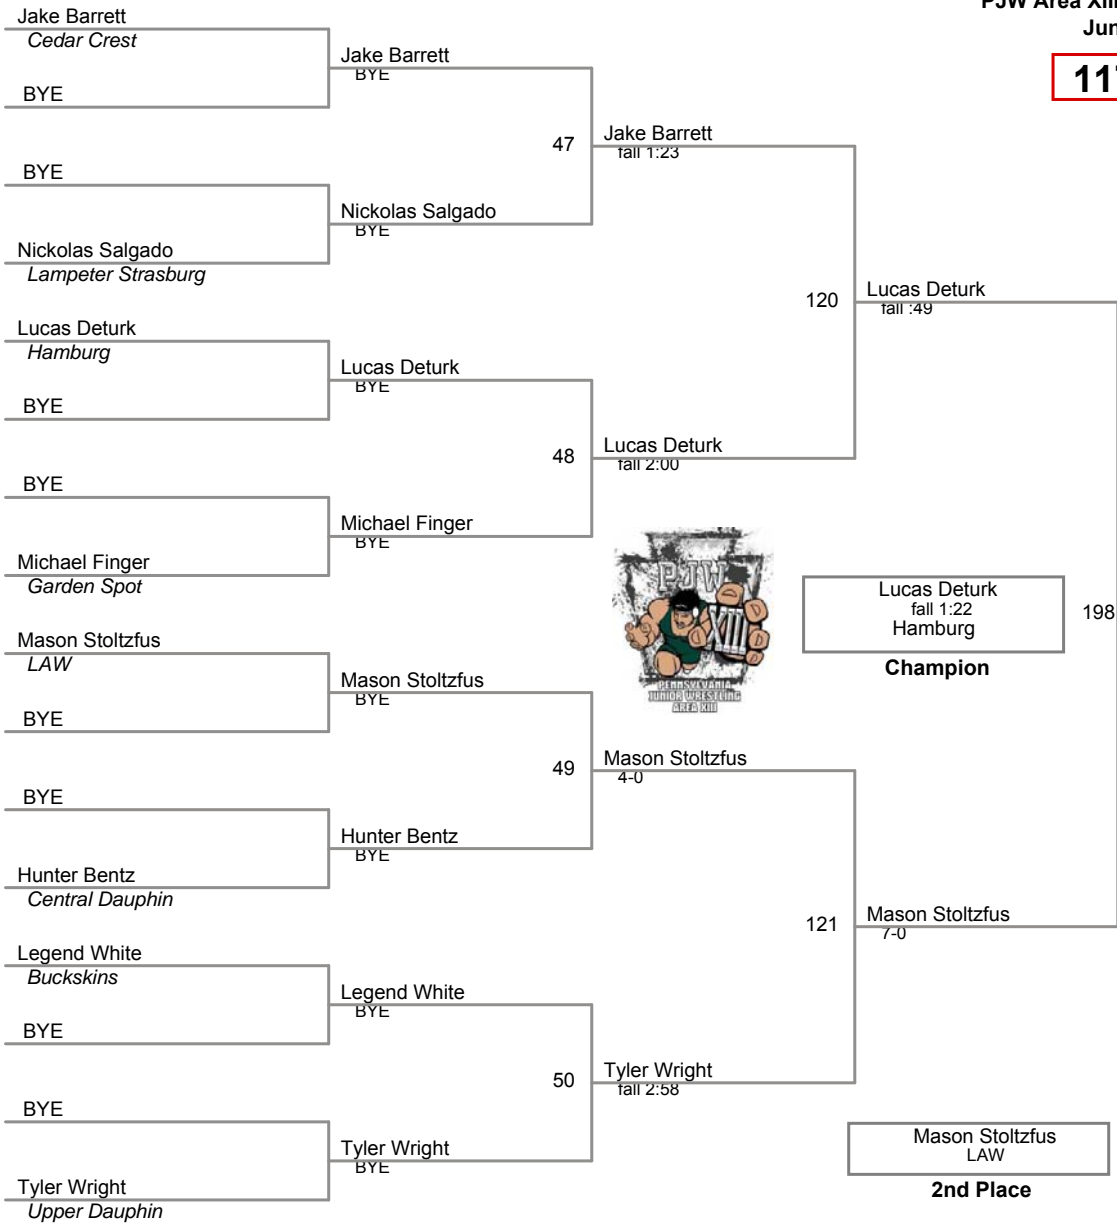 PJW Area XIII
Jun
117
Jake Barrett
Cedar Crest
BYE
BYE
Nickolas Salgado
Lampeter Strasburg
Lucas Deturk
Hamburg
BYE
BYE
Michael Finger
Garden Spot
Mason Stoltzfus
LAW
BYE
BYE
Hunter Bentz
Central Dauphin
Legend White
Buckskins
BYE
BYE
Tyler Wright
Upper Dauphin
Jake Barrett
BYE
Nickolas Salgado
BYE
Lucas Deturk
BYE
Michael Finger
BYE
Mason Stoltzfus
BYE
Hunter Bentz
BYE
Legend White
BYE
Tyler Wright
BYE
47
Jake Barrett
fall 1:23
48
Lucas Deturk
fall 2:00
49
Mason Stoltzfus
4-0
50
Tyler Wright
fall 2:58
120
Lucas Deturk
fall :49
121
Mason Stoltzfus
7-0
PJW
XIII
PENNSYLVANIA
JUNIOR WRESTLING
AREA XIII
Lucas Deturk
fall 1:22
Hamburg
198
Champion
Mason Stoltzfus
LAW
2nd Place